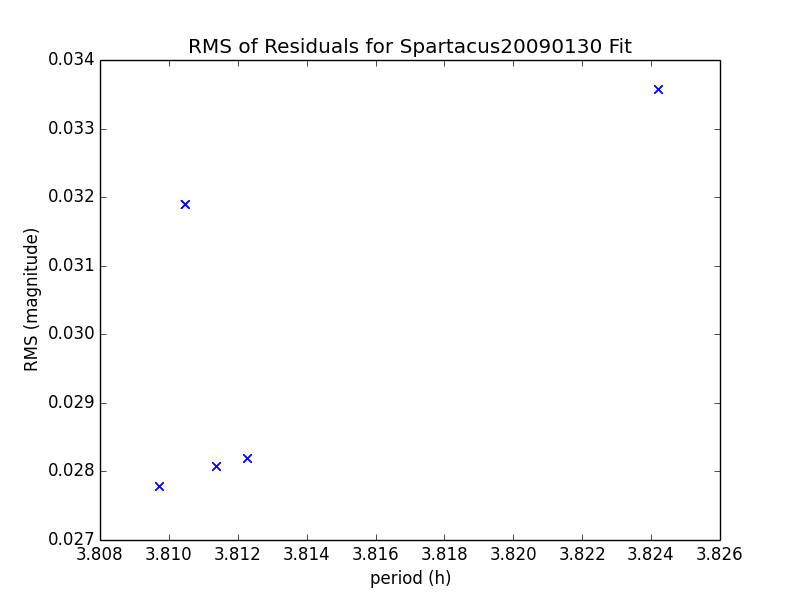 RMS of Residuals for Spartacus20090130 Fit
0.034
0.033
0.032
0.031
0.030
0.029
0.028
0.027
RMS (magnitude)
3.808 3.810 3.812 3.814 3.816 3.818 3.820 3.822 3.824 3.826
period (h)